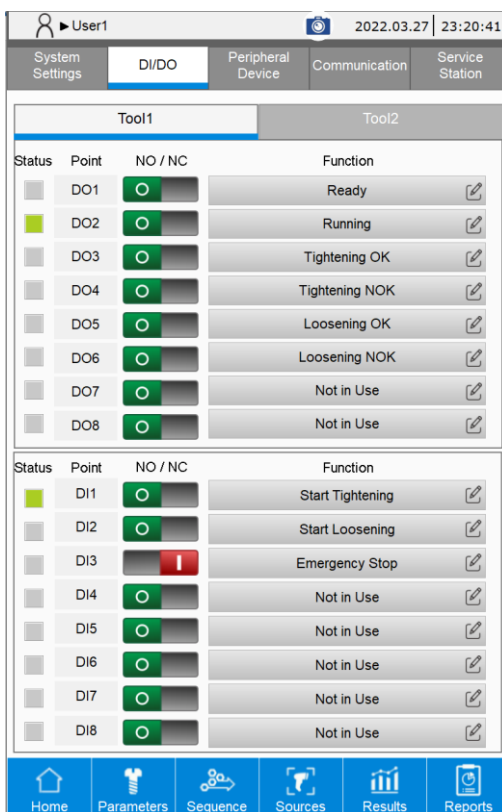 ►User1 2022.03.27 23:20:41
System Settings DI/DO Peripheral Device Communication Service Station
Tool1 Tool2
Status Point NO / NC Function
DO1 Ready
DO2 Running
DO3 Tightening OK
DO4 Tightening NOK
DO5 Loosening OK
DO6 Loosening NOK
DO7 Not in Use
DO8 Not in Use
Status Point NO / NC Function
DI1 Start Tightening
DI2 Start Loosening
DI3 Emergency Stop
DI4 Not in Use
DI5 Not in Use
DI6 Not in Use
DI7 Not in Use
DI8 Not in Use
Home Parameters Sequence Sources Results Reports